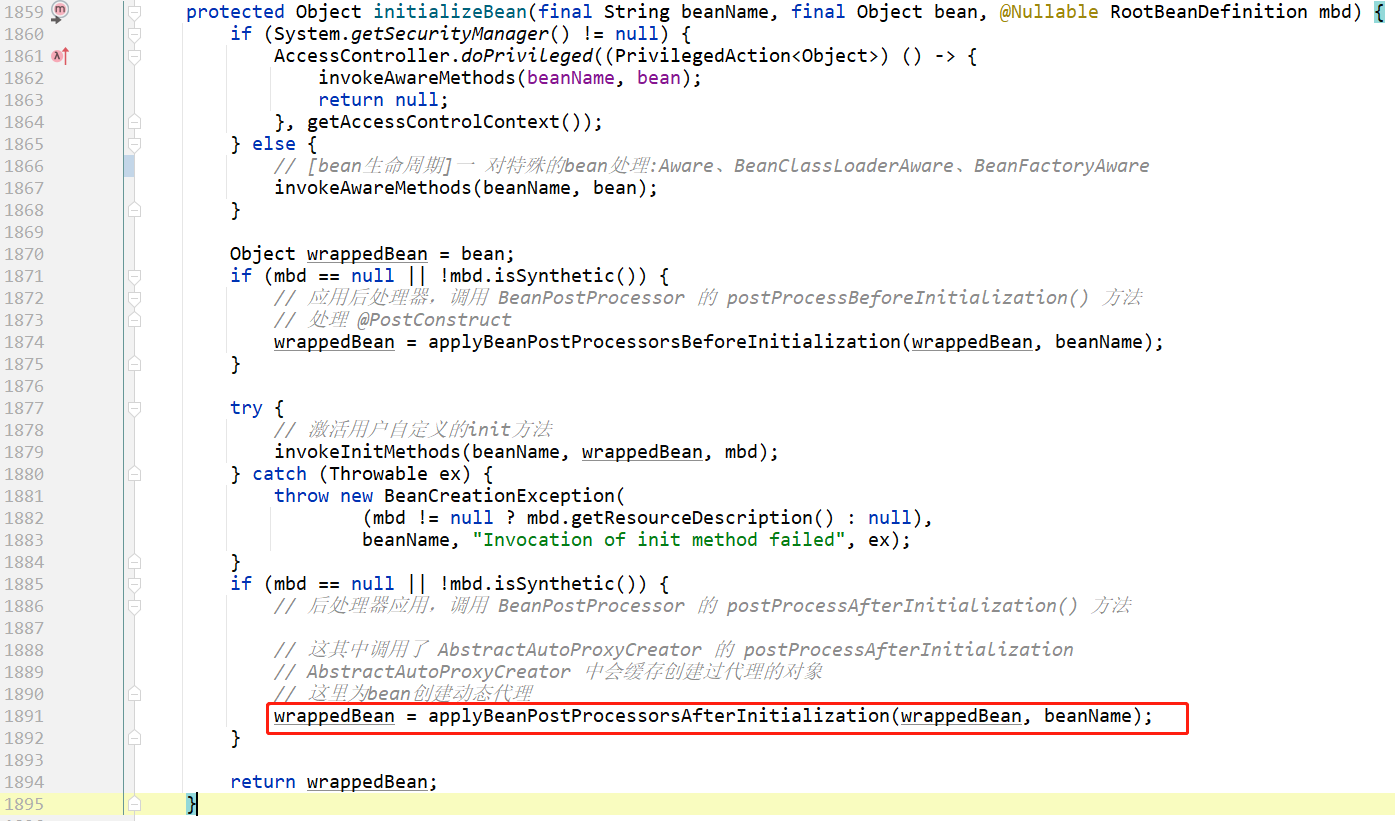 1859 protected Object initializeBean(final String beanName, final Object bean, @Nullable RootBeanDefinition mbd) {
1860 if (System.getSecurityManager() != null) {
1861 AccessController.doPrivileged((PrivilegedAction<Object>) () -> {
1862 invokeAwareMethods(beanName, bean);
1863 return null;
1864 }, getAccessControlContext());
1865 } else {
1866 // [bean生命周期]一 对特殊的bean处理:Aware、BeanClassLoaderAware、BeanFactoryAware
1867 invokeAwareMethods(beanName, bean);
1868 }
1869
1870 Object wrappedBean = bean;
1871 if (mbd == null || !mbd.isSynthetic()) {
1872 // 应用后处理器，调用 BeanPostProcessor 的 postProcessBeforeInitialization() 方法
1873 // 处理 @PostConstruct
1874 wrappedBean = applyBeanPostProcessorsBeforeInitialization(wrappedBean, beanName);
1875 }
1876
1877 try {
1878 // 激活用户自定义的init方法
1879 invokeInitMethods(beanName, wrappedBean, mbd);
1880 } catch (Throwable ex) {
1881 throw new BeanCreationException(
1882 (mbd != null ? mbd.getResourceDescription() : null),
1883 beanName, "Invocation of init method failed", ex);
1884 }
1885 if (mbd == null || !mbd.isSynthetic()) {
1886 // 后处理器应用，调用 BeanPostProcessor 的 postProcessAfterInitialization() 方法
1887
1888 // 这其中调用了 AbstractAutoProxyCreator 的 postProcessAfterInitialization
1889 // AbstractAutoProxyCreator 中会缓存创建过代理的对象
1890 // 这里为bean创建动态代理
1891 wrappedBean = applyBeanPostProcessorsAfterInitialization(wrappedBean, beanName);
1892 }
1893
1894 return wrappedBean;
1895 }